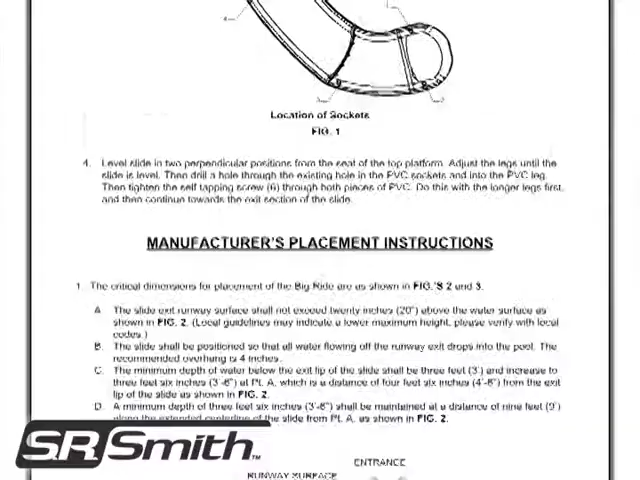 Location of Sockets
FIG. 1
4. Level slide in two perpendicular positions from the seat of the top platform. Adjust the legs until the
slide is level. Then drill a hole through the existing hole in the PVC sockets and into the PVC leg.
Then tighten the self tapping screw (6) through both pieces of PVC. Do this with the longer legs first,
and then continue towards the exit section of the slide.
MANUFACTURER'S PLACEMENT INSTRUCTIONS
1. The critical dimensions for placement of the Big Ride are as shown in FIG.'S 2 and 3.
A. The slide exit runway surface shall not exceed twenty inches (20") above the water surface as
shown in FIG. 2. (Local guidelines may indicate a lower maximum height, please verify with local
codes.)
B. The slide shall be positioned so that all water flowing off the runway exit drops into the pool. The
recommended overhang is 4 inches.
C. The minimum depth of water below the exit lip of the slide shall be three feet (3') and increase to
three feet six inches (3'-6") at Pt. A, which is a distance of four feet six inches (4'-6") from the exit
lip of the slide as shown in FIG. 2.
D. A minimum depth of three feet six inches (3'-6") shall be maintained at a distance of nine feet (9')
along the extended centerline of the slide from Pt. A, as shown in FIG. 2.
SRSmith™
ENTRANCE
RUNWAY SURFACE